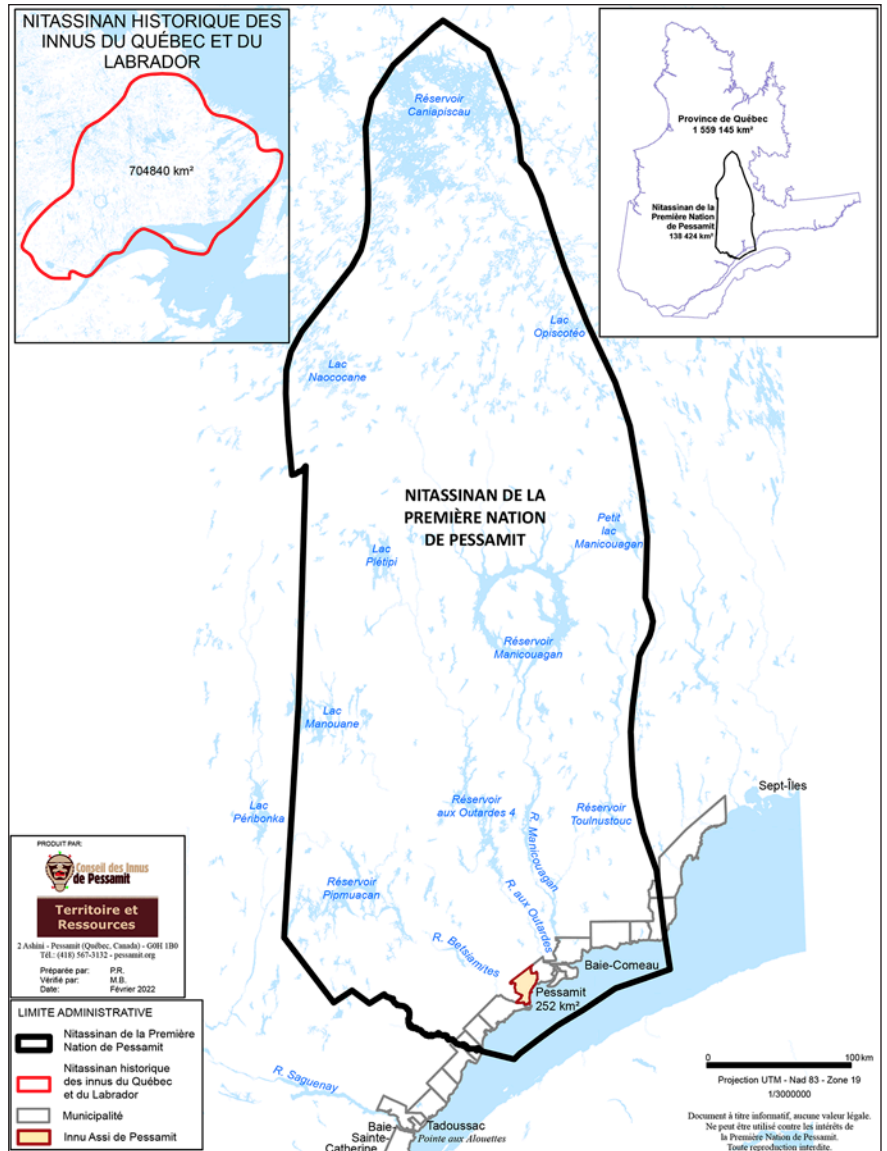 NITASSINAN HISTORIQUE DES
INNUS DU QUÉBEC ET DU
LABRADOR
704840 km²
Province de Québec
1 559 145 km²
Nitassinan de la
Première Nation
de Pessamit
138 424 km²
Réservoir
Caniapiscau
Lac
Opiscotéo
Lac
Naococane
NITASSINAN DE LA
PREMIÈRE NATION
DE PESSAMIT
Petit
lac
Manicouagan
Lac
Plétipi
Réservoir
Manicouagan
Lac
Manouane
Sept-Îles
Lac
Péribonka
Réservoir
aux Outardes 4
R. Manicouagan
Réservoir
Toulnustouc
Réservoir
Pipmuacan
R. aux Outardes
R. Betsiamites
Baie-Comeau
Pessamit
252 km²
R. Saguenay
Baie-
Sainte-
Catherine
Tadoussac
Pointe aux Alouettes
PRODUIT PAR:
Conseil des Innus
de Pessamit
Territoire et
Ressources
2 Ashini - Pessamit (Québec, Canada) - G0H 1B0
Tél.: (418) 567-3132 - pessamit.org
Préparée par: P.R.
Vérifié par: M.B.
Date: Février 2022
LIMITE ADMINISTRATIVE
Nitassinan de la Première
Nation de Pessamit
Nitassinan historique
des innus du Québec
et du Labrador
Municipalité
Innu Assi de Pessamit
0 100 km
Projection UTM - Nad 83 - Zone 19
1/3000000
Document à titre informatif, aucune valeur légale.
Ne peut être utilisé contre les intérêts de
la Première Nation de Pessamit.
Toute reproduction interdite.